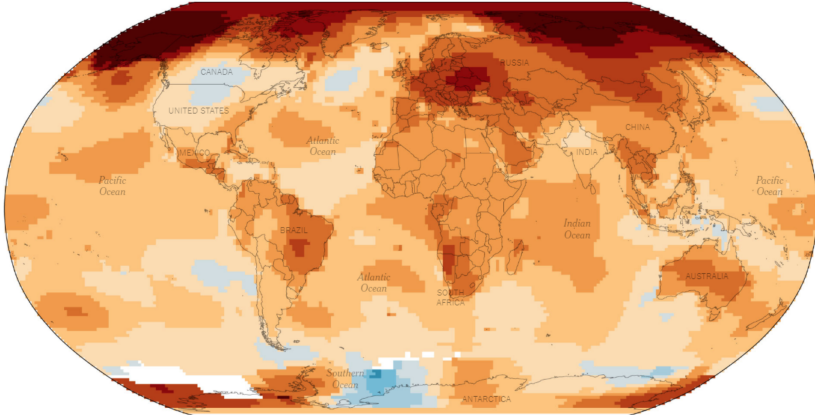 RUSSIA
CANADA
UNITED STATES
CHINA
Atlantic
Ocean
MEXICO
INDIA
Pacific
Ocean
Pacific
Ocean
BRAZIL
Indian
Ocean
Atlantic
Ocean
AUSTRALIA
SOUTH
AFRICA
Southern
Ocean
ANTARCTICA